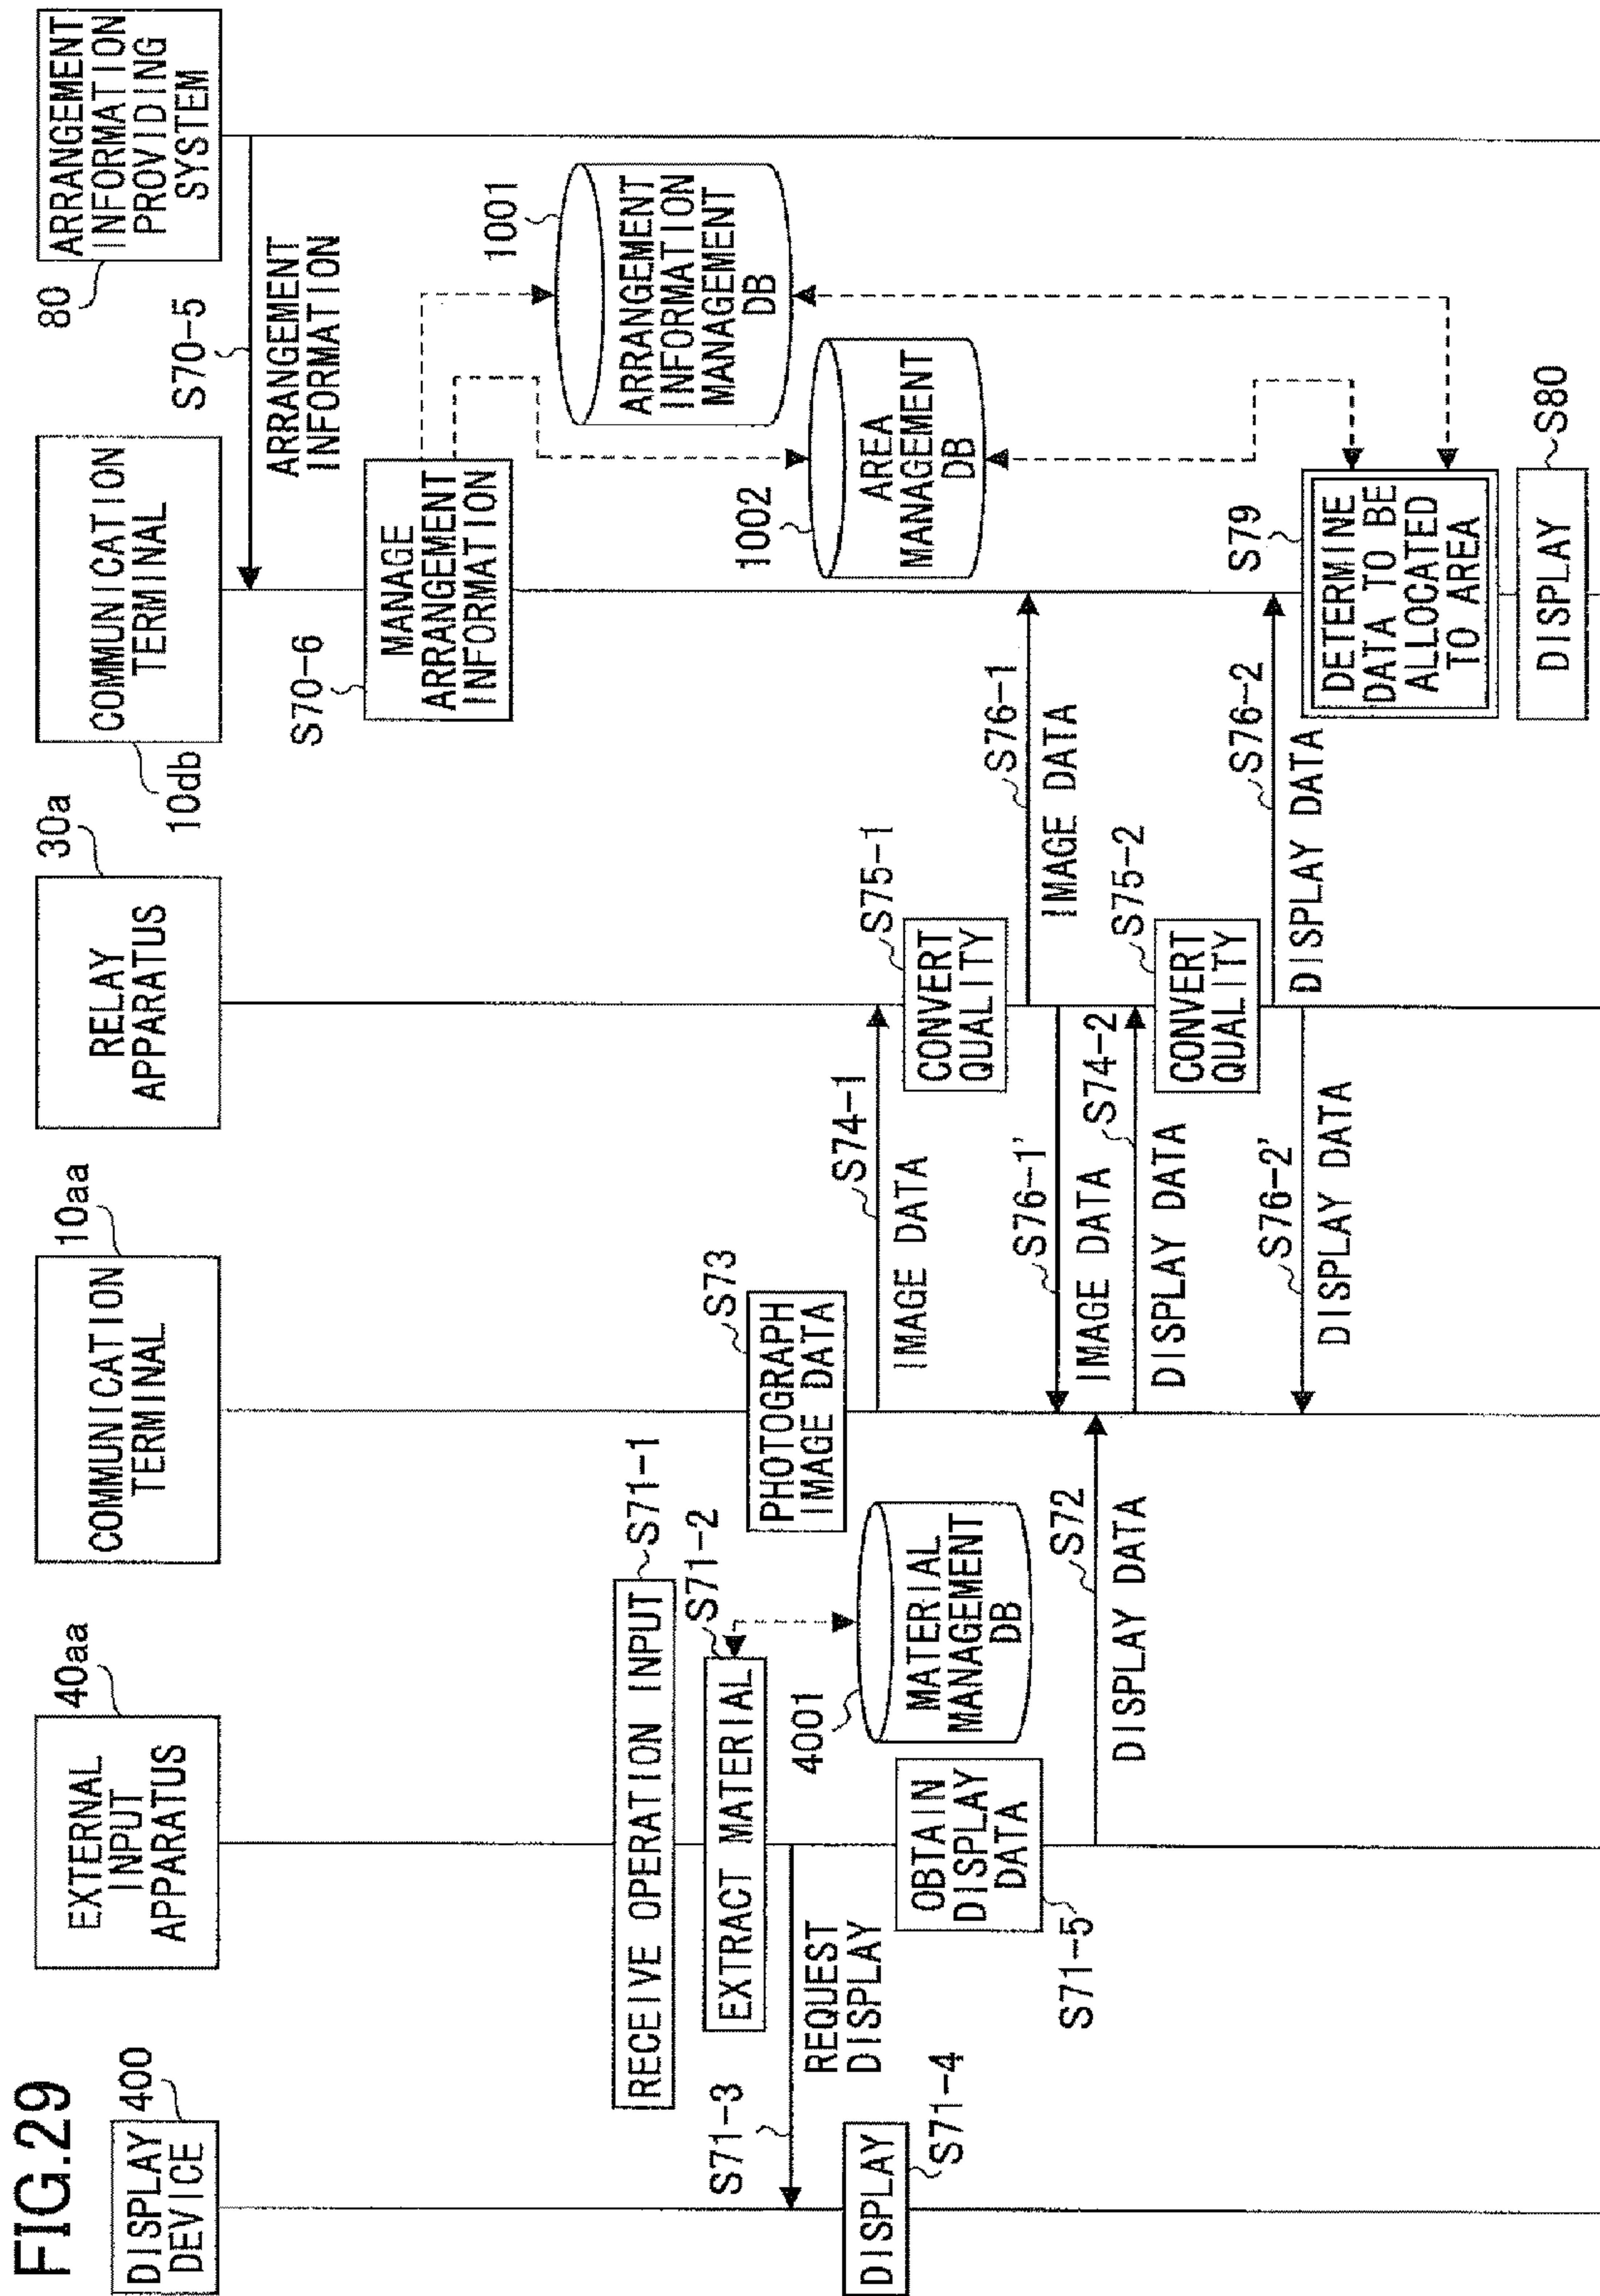 FIG.29
DISPLAY
DEVICE
400
EXTERNAL
INPUT
APPARATUS
40aa
COMMUNICATION
TERMINAL
10aa
RELAY
APPARATUS
30a
COMMUNICATION
TERMINAL
10db
ARRANGEMENT
INFORMATION
PROVIDING
SYSTEM
80
S70-5
ARRANGEMENT
INFORMATION
S70-6
MANAGE
ARRANGEMENT
INFORMATION
1001
ARRANGEMENT
INFORMATION
MANAGEMENT
DB
1002
AREA
MANAGEMENT
DB
RECEIVE OPERATION INPUT
S71-1
EXTRACT MATERIAL
S71-2
S71-3
REQUEST
DISPLAY
DISPLAY
S71-4
4001
MATERIAL
MANAGEMENT
DB
OBTAIN
DISPLAY
DATA
S71-5
S72
DISPLAY DATA
S73
PHOTOGRAPH
IMAGE DATA
S74-1
IMAGE DATA
S75-1
CONVERT
QUALITY
S76-1
IMAGE DATA
S76-1'
IMAGE DATA
S74-2
DISPLAY DATA
S75-2
CONVERT
QUALITY
S76-2
DISPLAY DATA
S76-2'
DISPLAY DATA
S79
DETERMINE
DATA TO BE
ALLOCATED
TO AREA
DISPLAY
S80